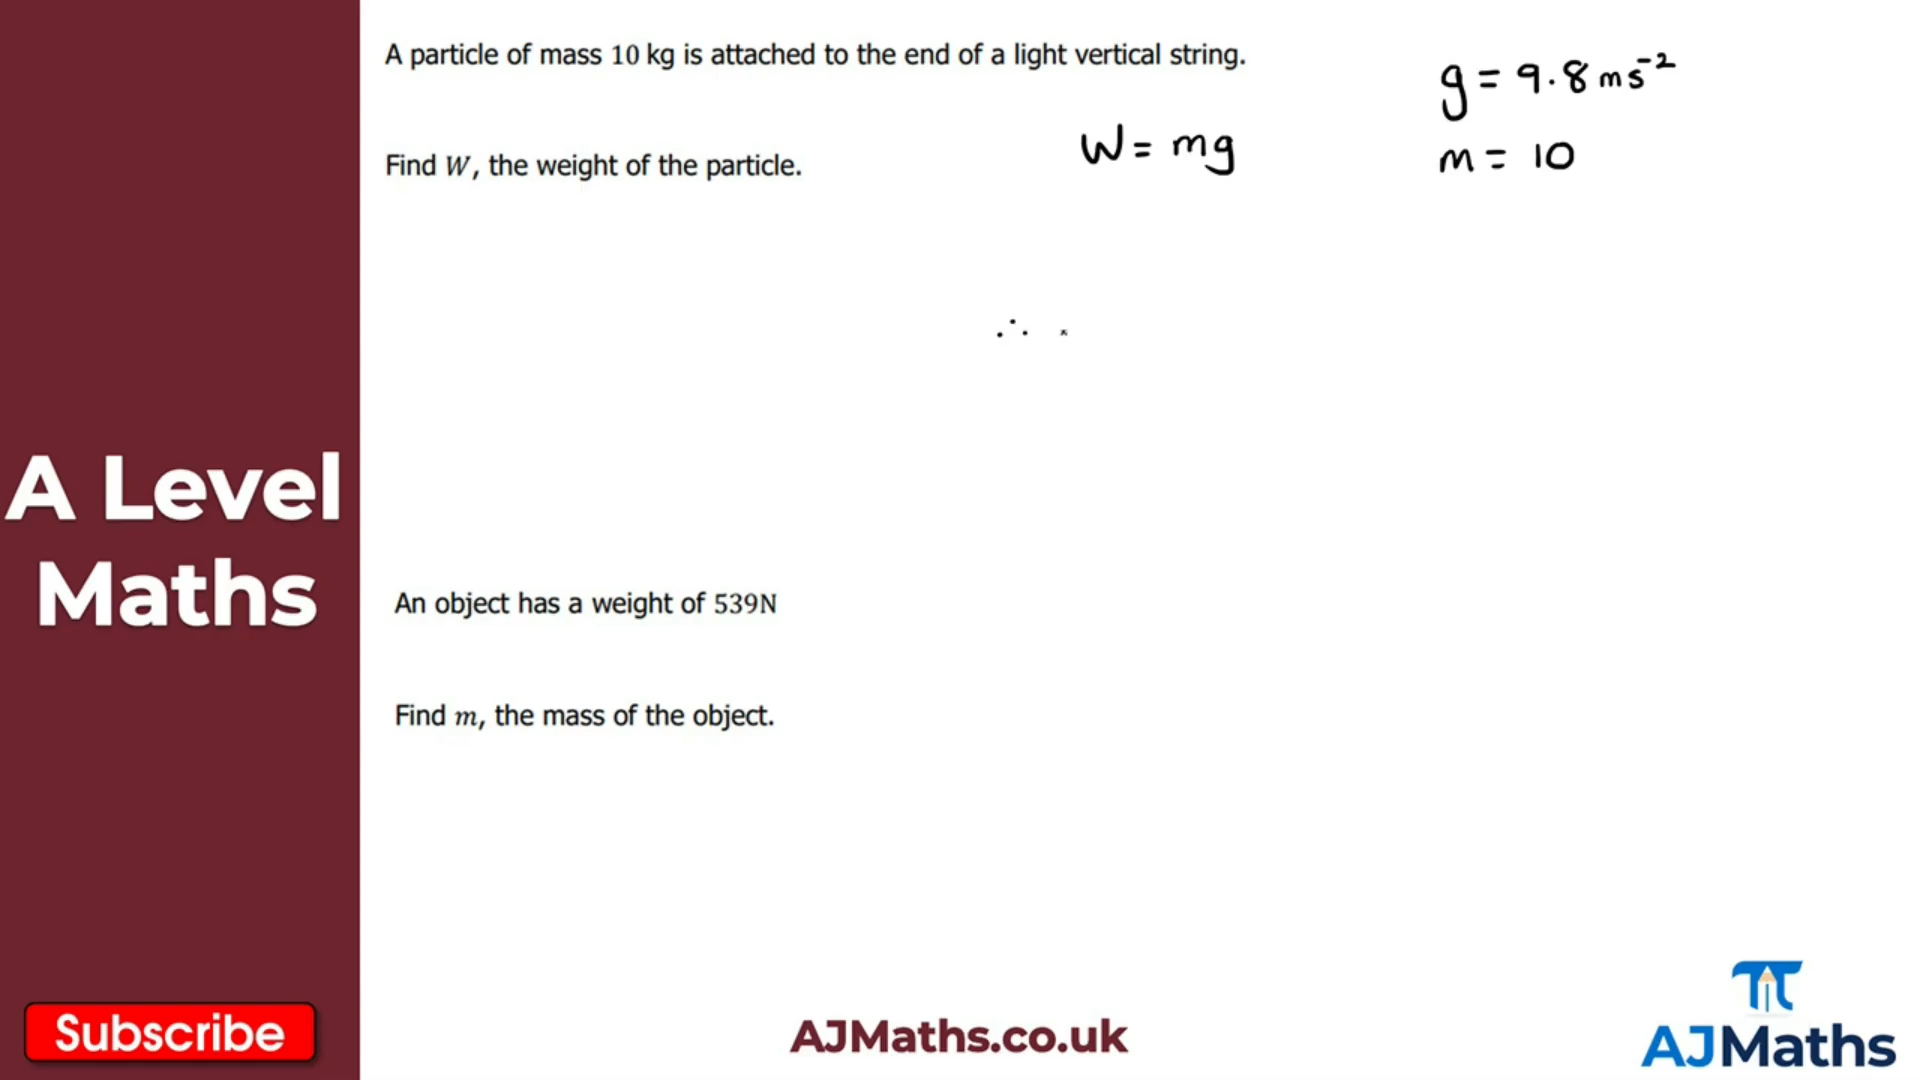 A particle of mass 10 kg is attached to the end of a light vertical string.
g = 9.8 ms⁻²
W = mg
m = 10
Find W, the weight of the particle.
∴
A Level
Maths
An object has a weight of 539N
Find m, the mass of the object.
Subscribe
AJMaths.co.uk
AJMaths